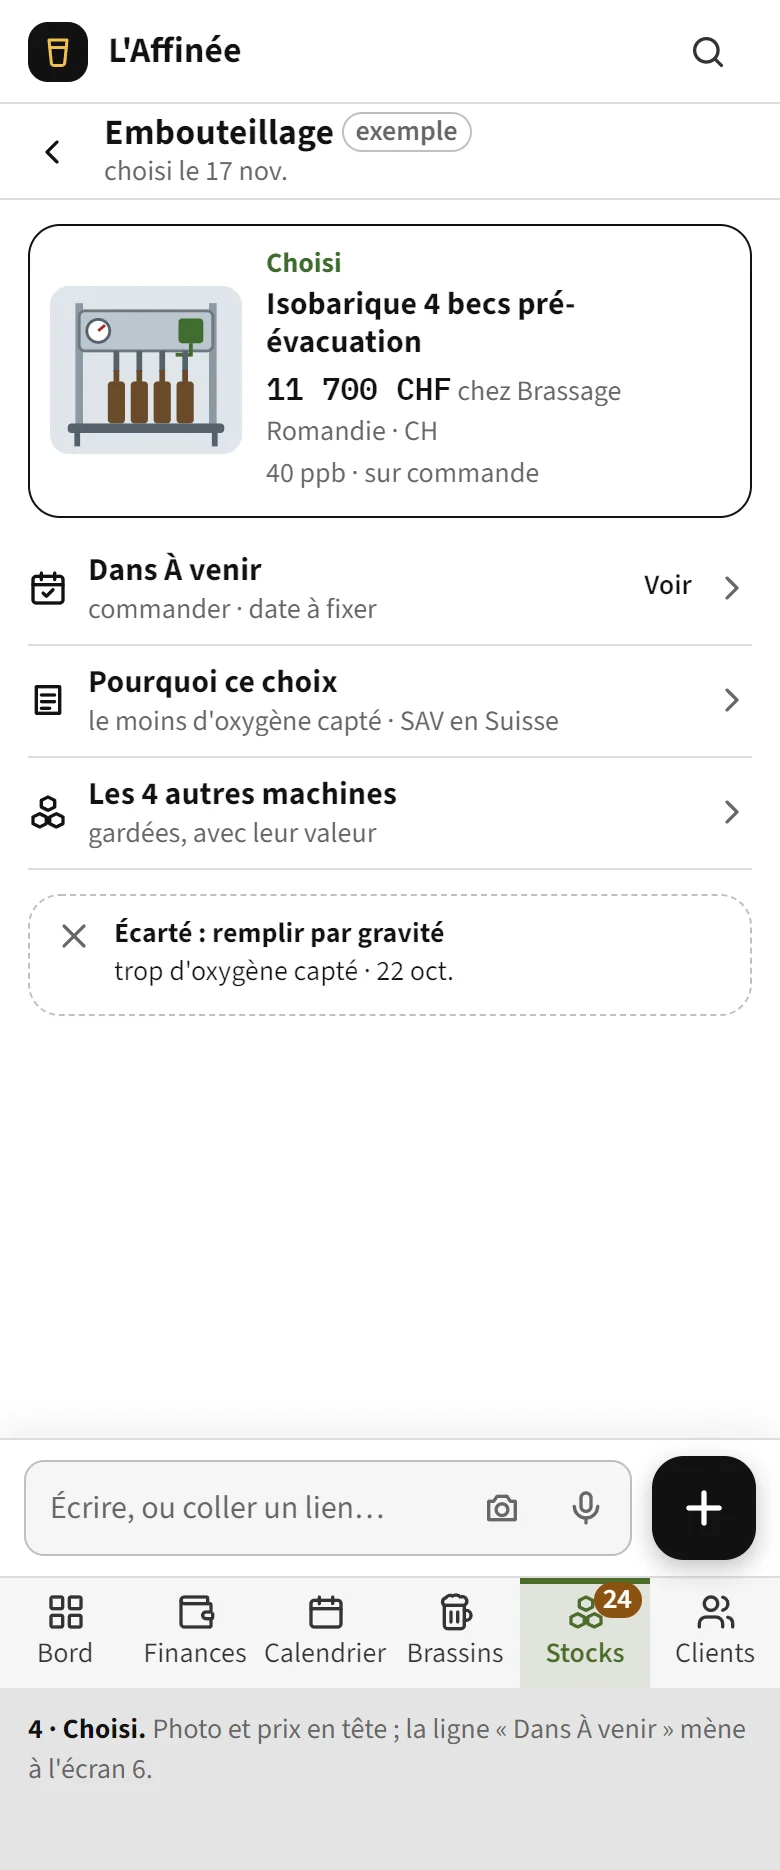 L'Affinée
Embouteillage exemple
choisi le 17 nov.
Choisi
Isobarique 4 becs pré-
évacuation
11 700 CHF chez Brassage
Romandie · CH
40 ppb · sur commande
Dans À venir
commander · date à fixer
Voir
Pourquoi ce choix
le moins d'oxygène capté · SAV en Suisse
Les 4 autres machines
gardées, avec leur valeur
Écarté : remplir par gravité
trop d'oxygène capté · 22 oct.
Écrire, ou coller un lien…
24
Bord Finances Calendrier Brassins Stocks Clients
4 · Choisi. Photo et prix en tête ; la ligne « Dans À venir » mène
à l'écran 6.